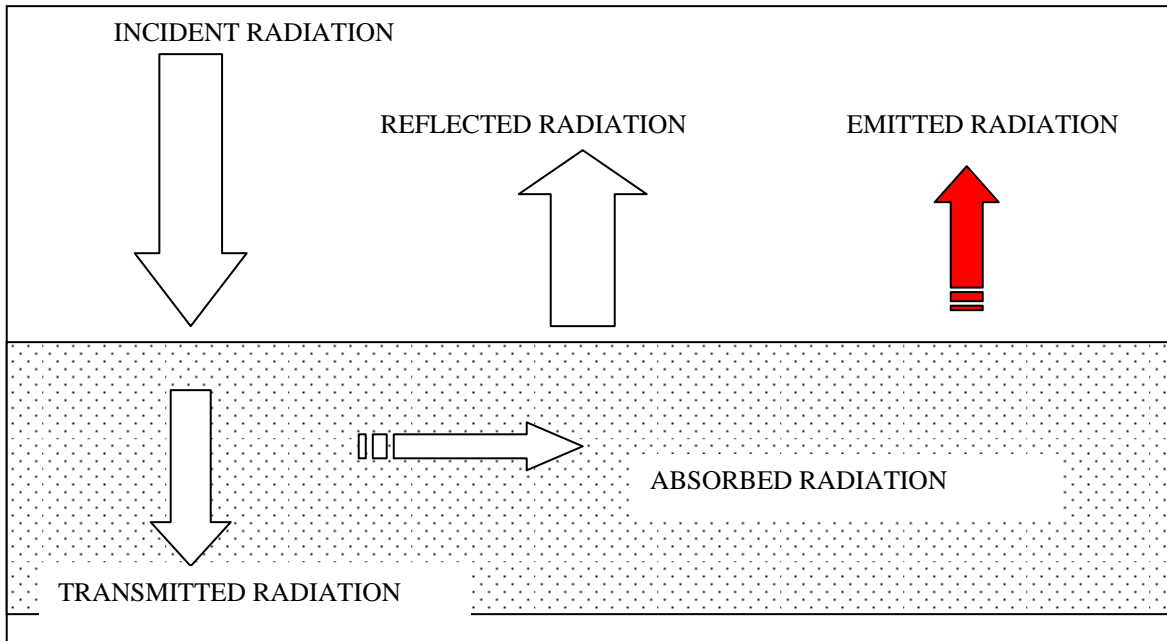 INCIDENT RADIATION
REFLECTED RADIATION
EMITTED RADIATION
ABSORBED RADIATION
TRANSMITTED RADIATION